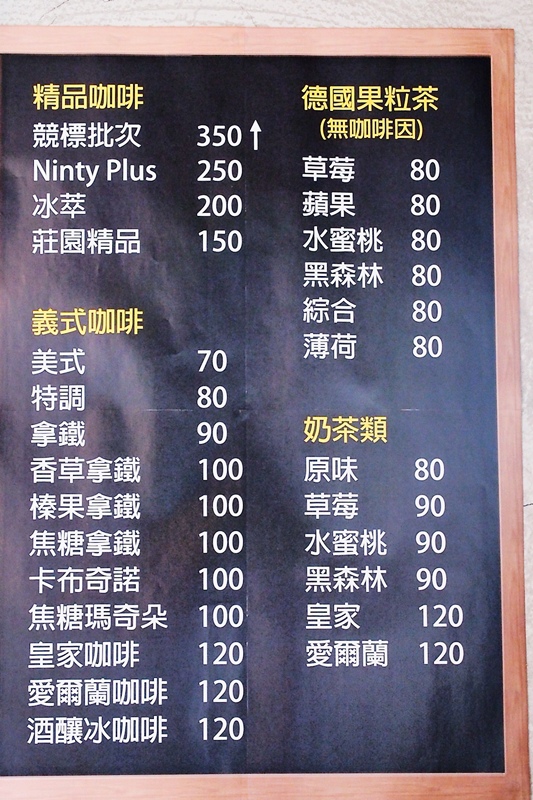 精品咖啡
競標批次 350↑
Ninty Plus 250
冰萃 200
莊園精品 150
義式咖啡
美式 70
特調 80
拿鐵 90
香草拿鐵 100
榛果拿鐵 100
焦糖拿鐵 100
卡布奇諾 100
焦糖瑪奇朵 100
皇家咖啡 120
愛爾蘭咖啡 120
酒釀冰咖啡 120
德國果粒茶
(無咖啡因)
草莓 80
蘋果 80
水蜜桃 80
黑森林 80
綜合 80
薄荷 80
奶茶類
原味 80
草莓 90
水蜜桃 90
黑森林 90
皇家 120
愛爾蘭 120